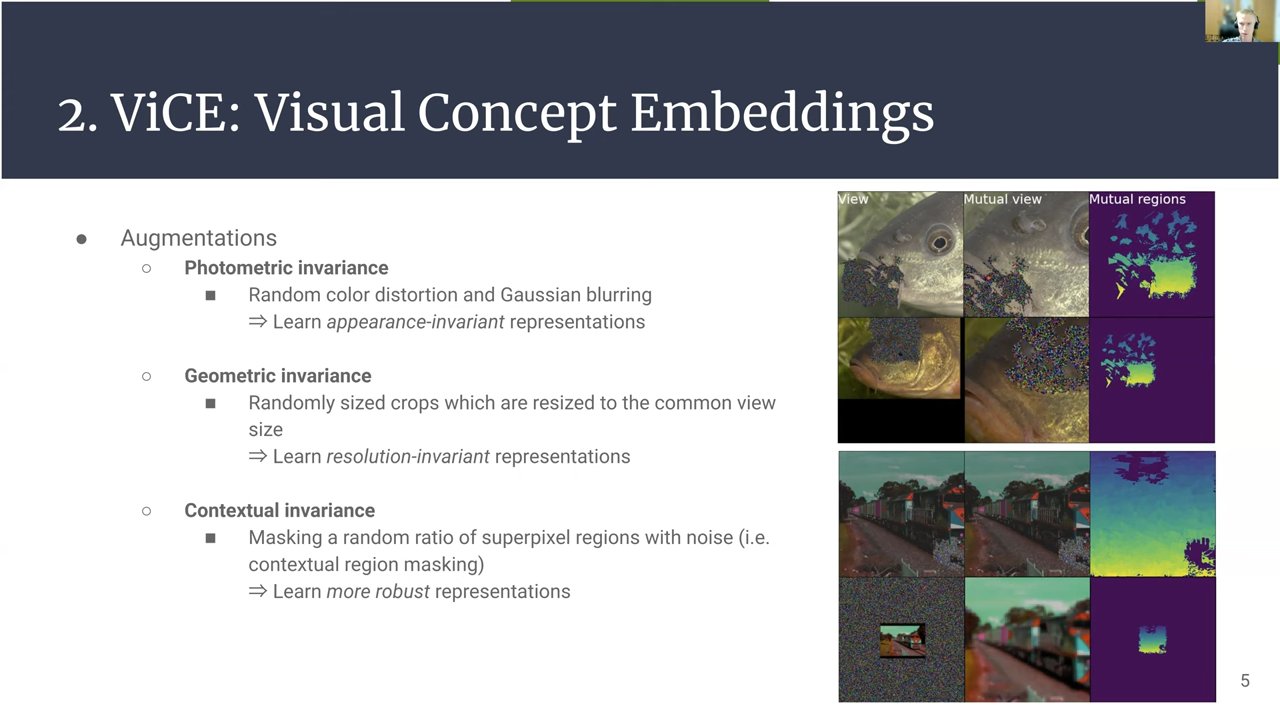 2. ViCE: Visual Concept Embeddings
● Augmentations
○ Photometric invariance
■ Random color distortion and Gaussian blurring
⇒ Learn appearance-invariant representations
○ Geometric invariance
■ Randomly sized crops which are resized to the common view
size
⇒ Learn resolution-invariant representations
○ Contextual invariance
■ Masking a random ratio of superpixel regions with noise (i.e.
contextual region masking)
⇒ Learn more robust representations
View
Mutual view
Mutual regions
5